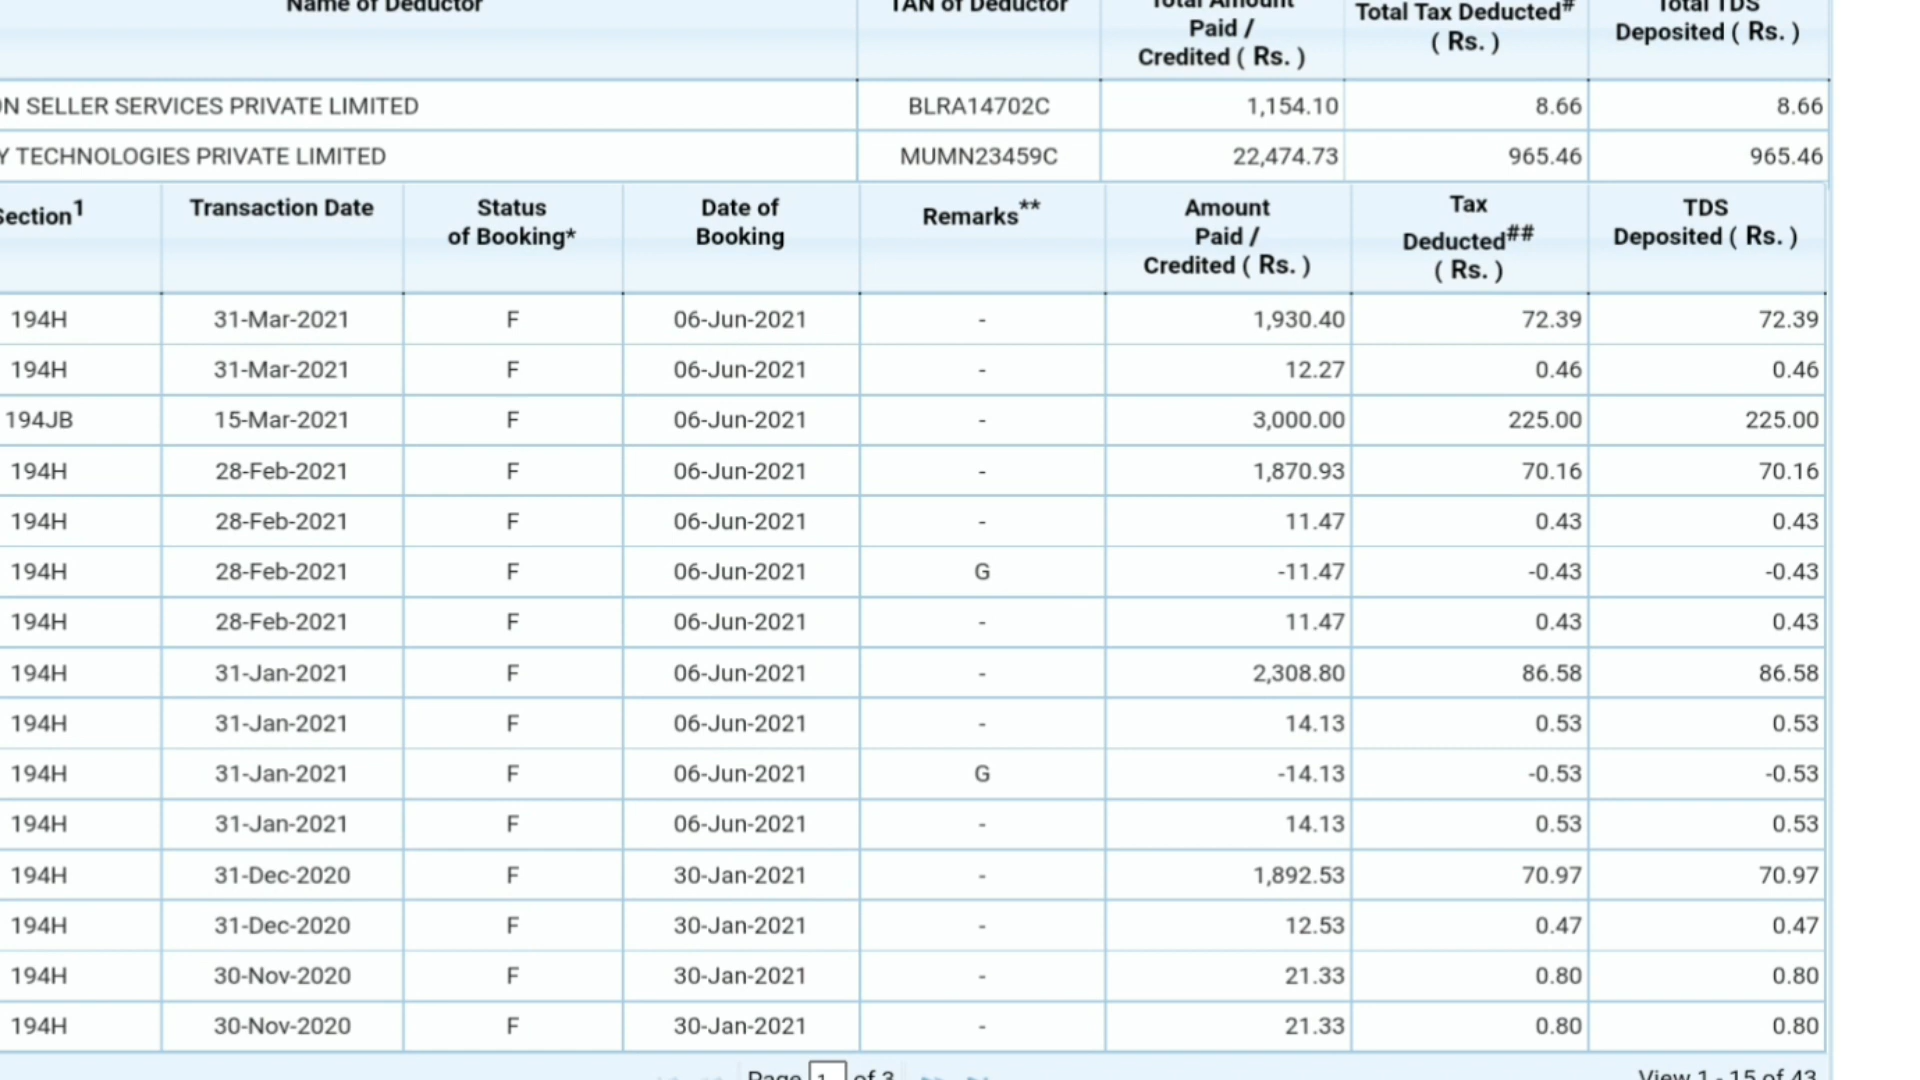 Name of Deductor TAN of Deductor Total Amount Paid / Credited ( Rs. ) Total Tax Deducted# ( Rs. ) Total TDS Deposited ( Rs. )
ON SELLER SERVICES PRIVATE LIMITED BLRA14702C 1,154.10 8.66 8.66
Y TECHNOLOGIES PRIVATE LIMITED MUMN23459C 22,474.73 965.46 965.46
Section1 Transaction Date Status of Booking* Date of Booking Remarks** Amount Paid / Credited ( Rs. ) Tax Deducted## ( Rs. ) TDS Deposited ( Rs. )
194H 31-Mar-2021 F 06-Jun-2021 - 1,930.40 72.39 72.39
194H 31-Mar-2021 F 06-Jun-2021 - 12.27 0.46 0.46
194JB 15-Mar-2021 F 06-Jun-2021 - 3,000.00 225.00 225.00
194H 28-Feb-2021 F 06-Jun-2021 - 1,870.93 70.16 70.16
194H 28-Feb-2021 F 06-Jun-2021 - 11.47 0.43 0.43
194H 28-Feb-2021 F 06-Jun-2021 G -11.47 -0.43 -0.43
194H 28-Feb-2021 F 06-Jun-2021 - 11.47 0.43 0.43
194H 31-Jan-2021 F 06-Jun-2021 - 2,308.80 86.58 86.58
194H 31-Jan-2021 F 06-Jun-2021 - 14.13 0.53 0.53
194H 31-Jan-2021 F 06-Jun-2021 G -14.13 -0.53 -0.53
194H 31-Jan-2021 F 06-Jun-2021 - 14.13 0.53 0.53
194H 31-Dec-2020 F 30-Jan-2021 - 1,892.53 70.97 70.97
194H 31-Dec-2020 F 30-Jan-2021 - 12.53 0.47 0.47
194H 30-Nov-2020 F 30-Jan-2021 - 21.33 0.80 0.80
194H 30-Nov-2020 F 30-Jan-2021 - 21.33 0.80 0.80
Page 1 of 3 View 1 - 15 of 43